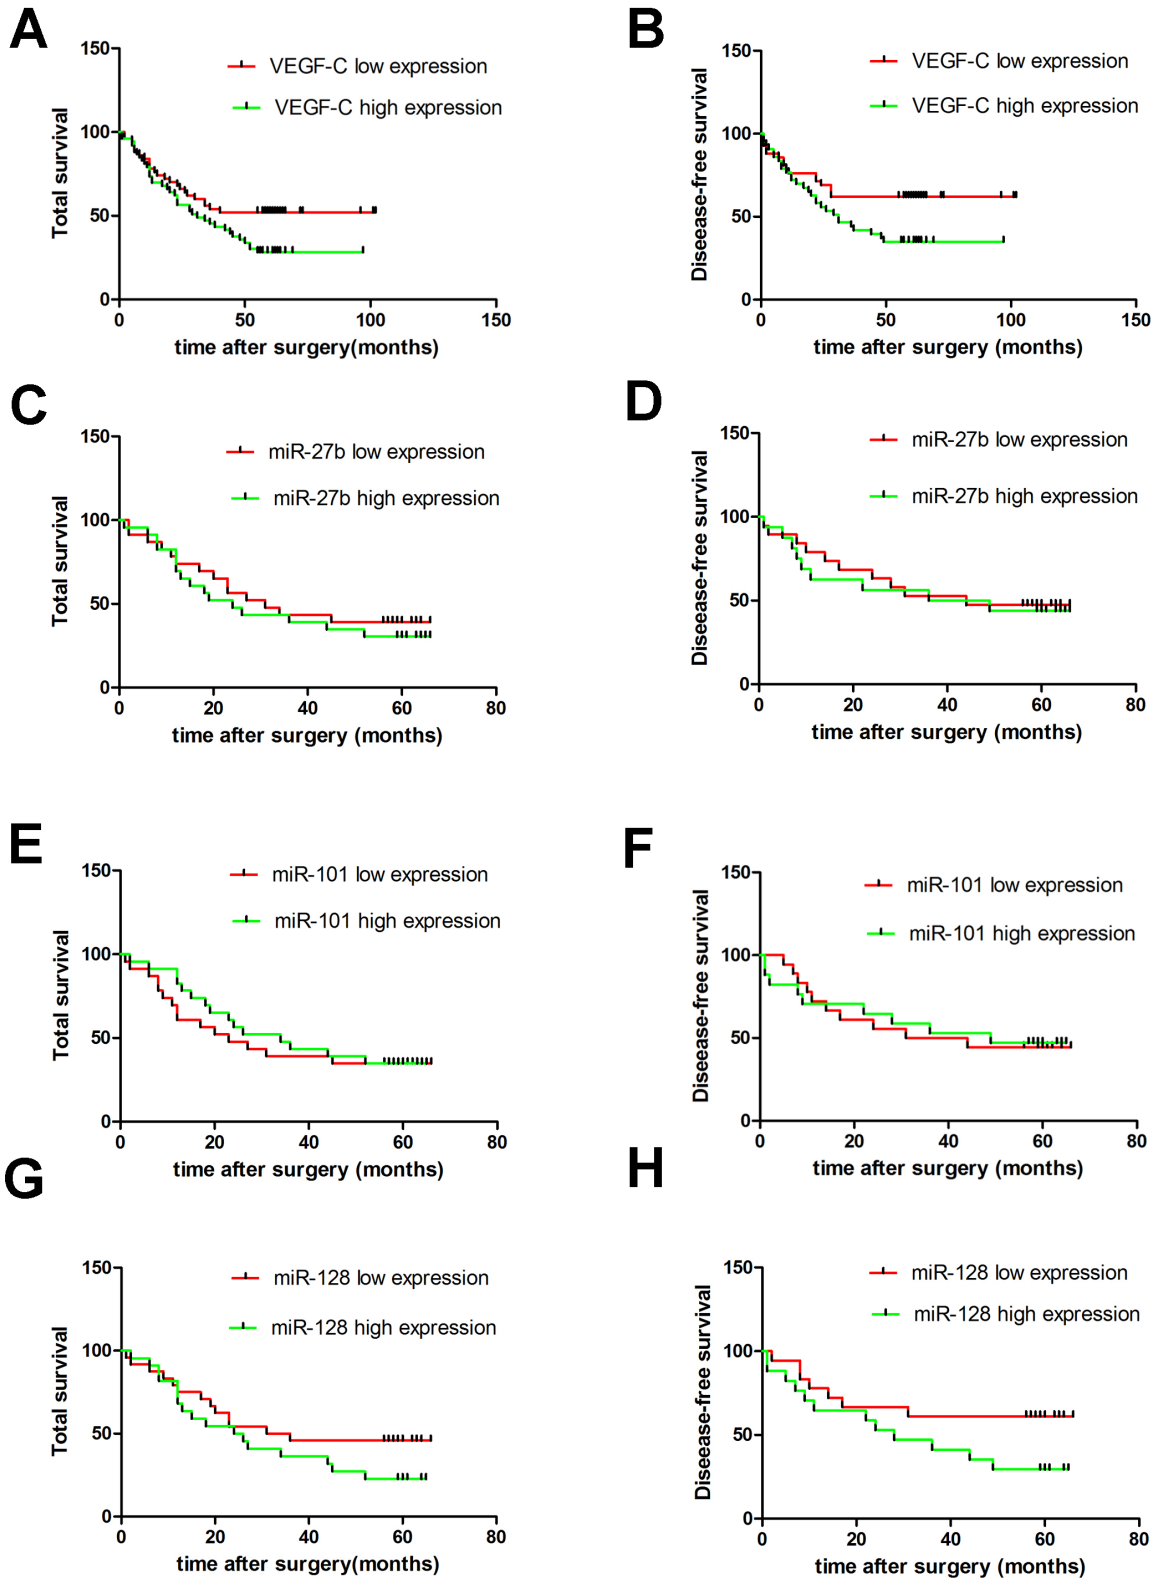 A
150
100
50
0
0 50 100 150
Total survival
time after surgery(months)
VEGF-C low expression
VEGF-C high expression
B
150
100
50
0
0 50 100 150
Diseease-free survival
time after surgery (months)
VEGF-C low expression
VEGF-C high expression
C
150
100
50
0
0 20 40 60 80
Total survival
time after surgery (months)
miR-27b low expression
miR-27b high expression
D
150
100
50
0
0 20 40 60 80
Diseease-free survival
time after surgery (months)
miR-27b low expression
miR-27b high expression
E
150
100
50
0
0 20 40 60 80
Total survival
time after surgery (months)
miR-101 low expression
miR-101 high expression
F
150
100
50
0
0 20 40 60 80
Diseease-free survival
time after surgery (months)
miR-101 low expression
miR-101 high expression
G
150
100
50
0
0 20 40 60 80
Total survival
time after surgery(months)
miR-128 low expression
miR-128 high expression
H
150
100
50
0
0 20 40 60 80
Diseease-free survival
time after surgery (months)
miR-128 low expression
miR-128 high expression